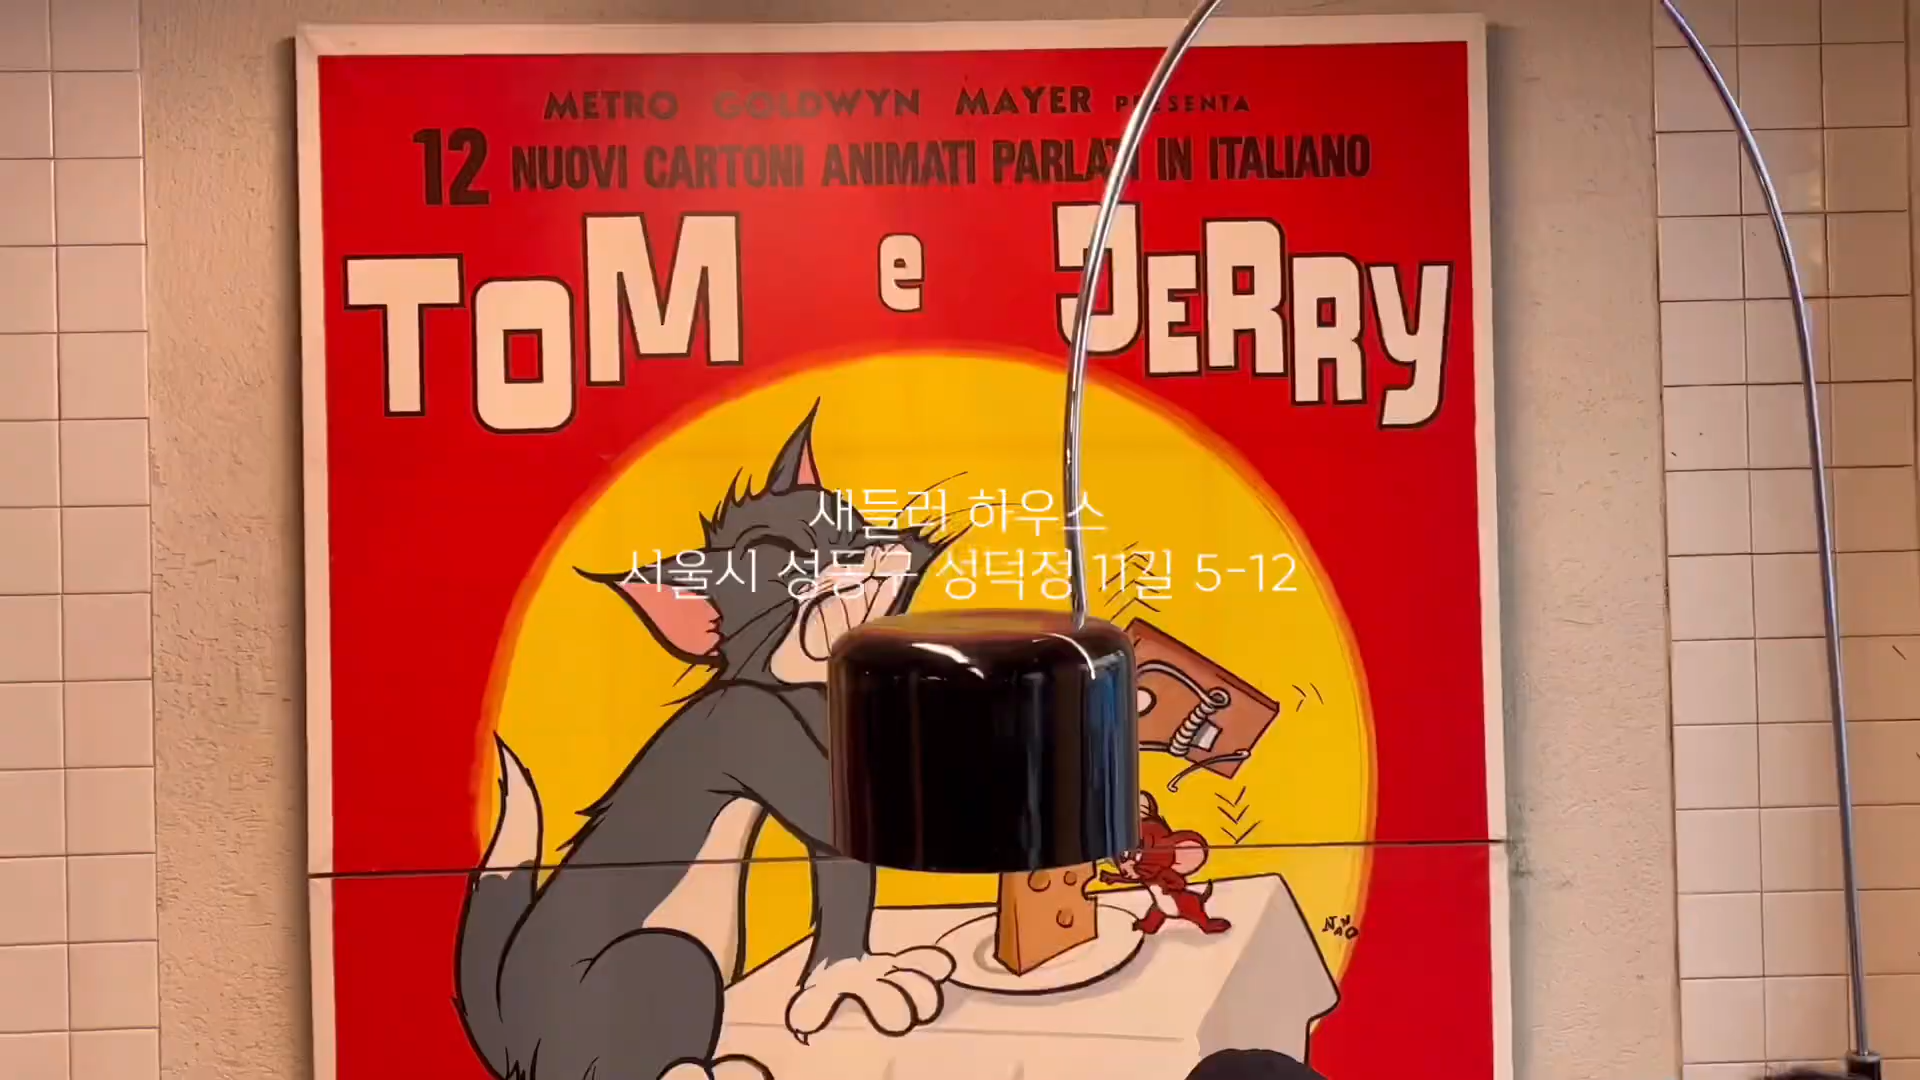 METRO GOLDWYN MAYER PRESENTA
12 NUOVI CARTONI ANIMATI PARLATI IN ITALIANO
TOM e JERRY
새들러 하우스
서울시 성동구 성덕정 11길 5-12
NANO